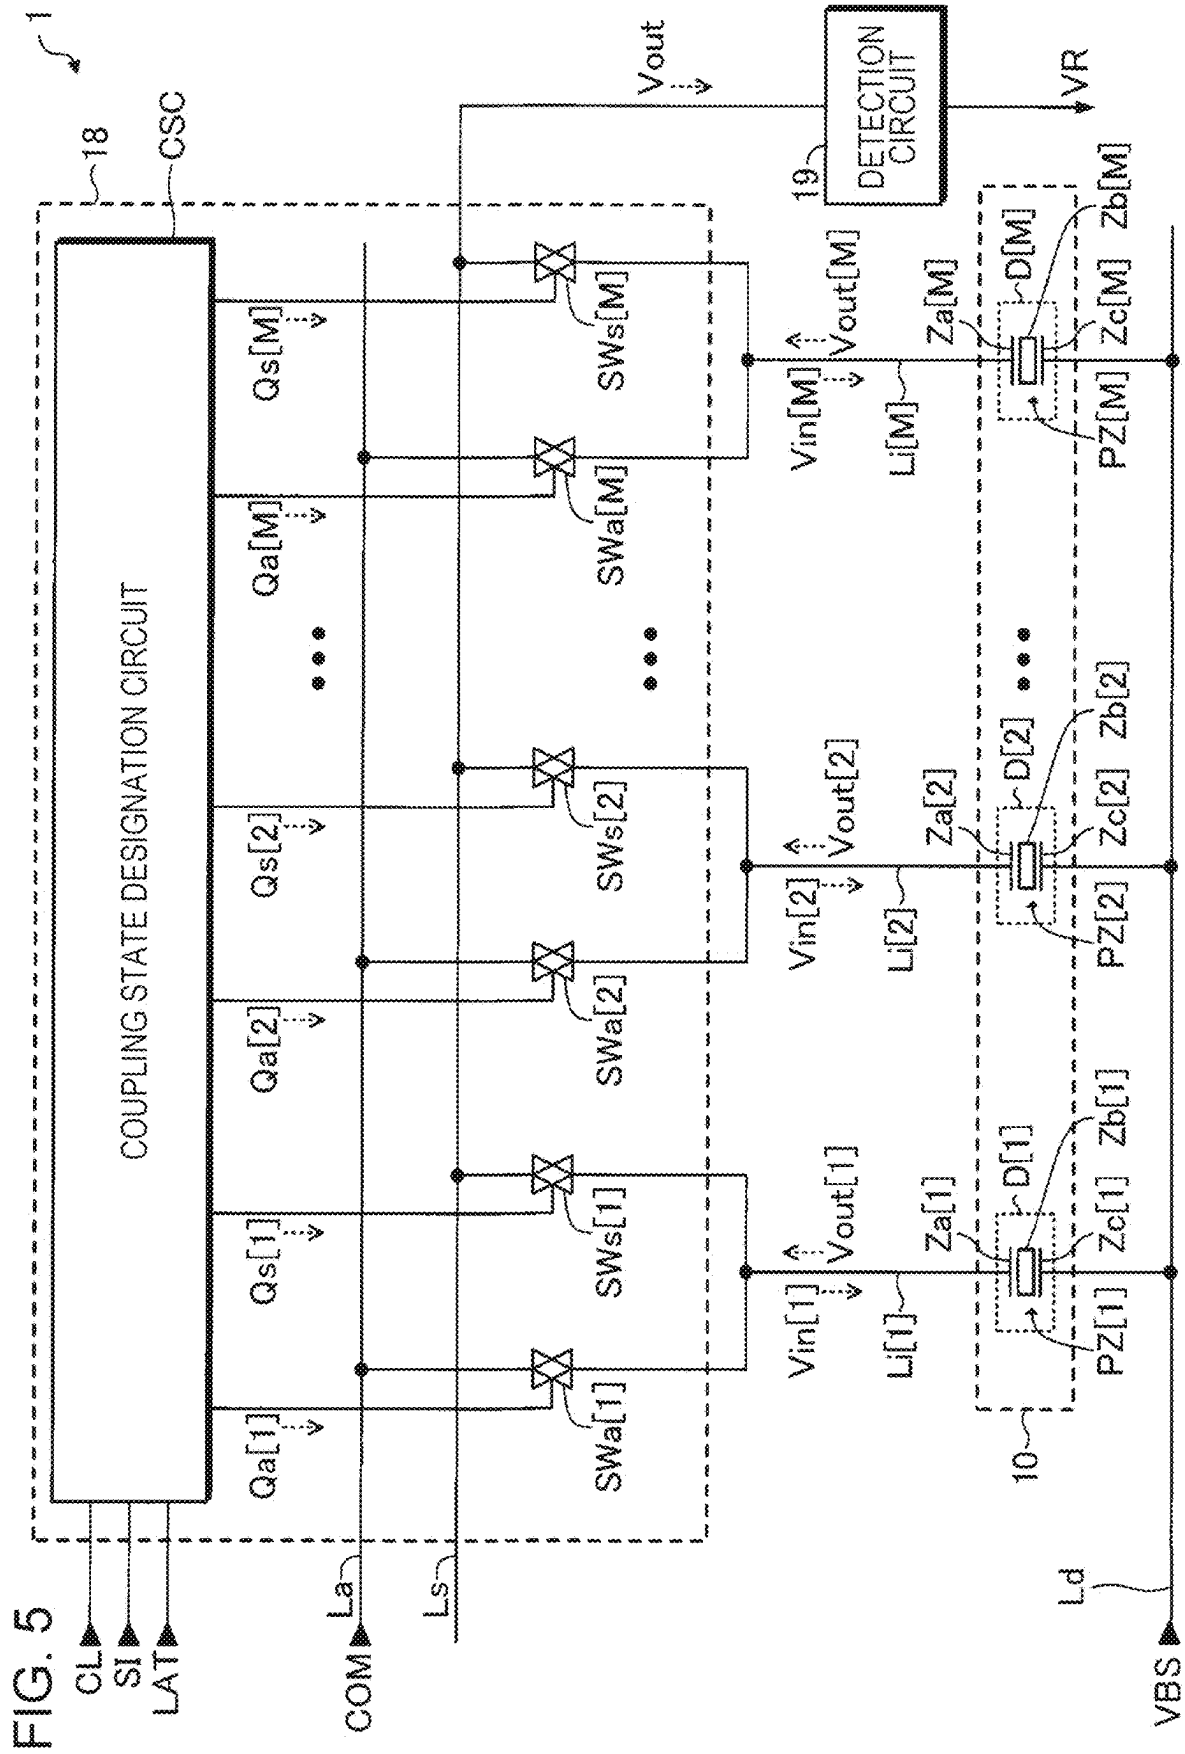 FIG. 5
1
18
CSC
CL
SI
LAT
COUPLING STATE DESIGNATION CIRCUIT
Qa[1]
Qs[1]
Qa[2]
Qs[2]
Qa[M]
Qs[M]
COM
La
Ls
SWa[1]
SWs[1]
SWa[2]
SWs[2]
SWa[M]
SWs[M]
Vout
19
DETECTION
CIRCUIT
VR
Vin[1]
Vout[1]
Vin[2]
Vout[2]
Vin[M]
Vout[M]
Li[1]
Li[2]
Li[M]
Za[1]
Za[2]
Za[M]
10
D[1]
D[2]
D[M]
PZ[1]
Zc[1]
Zb[1]
PZ[2]
Zc[2]
Zb[2]
PZ[M]
Zc[M]
Zb[M]
VBS
Ld